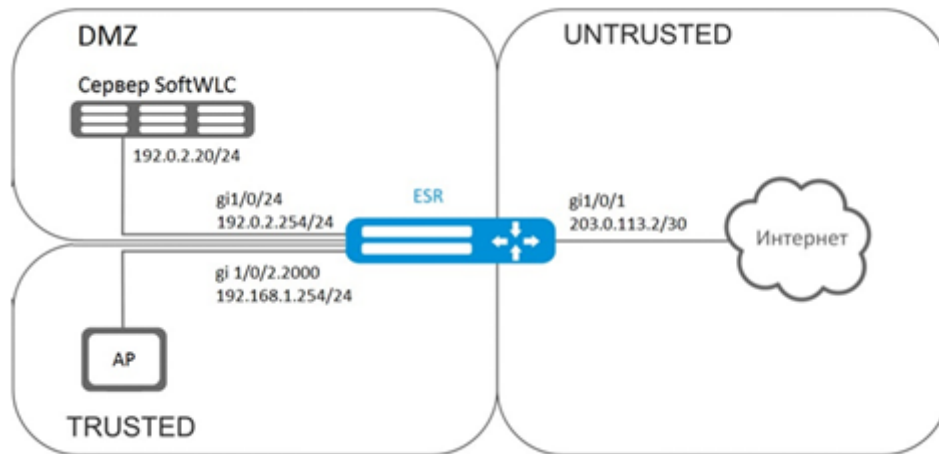 DMZ
UNTRUSTED
Сервер SoftWLC
192.0.2.20/24
gi1/0/24
192.0.2.254/24
ESR
gi1/0/1
203.0.113.2/30
Интернет
gi 1/0/2.2000
192.168.1.254/24
AP
TRUSTED